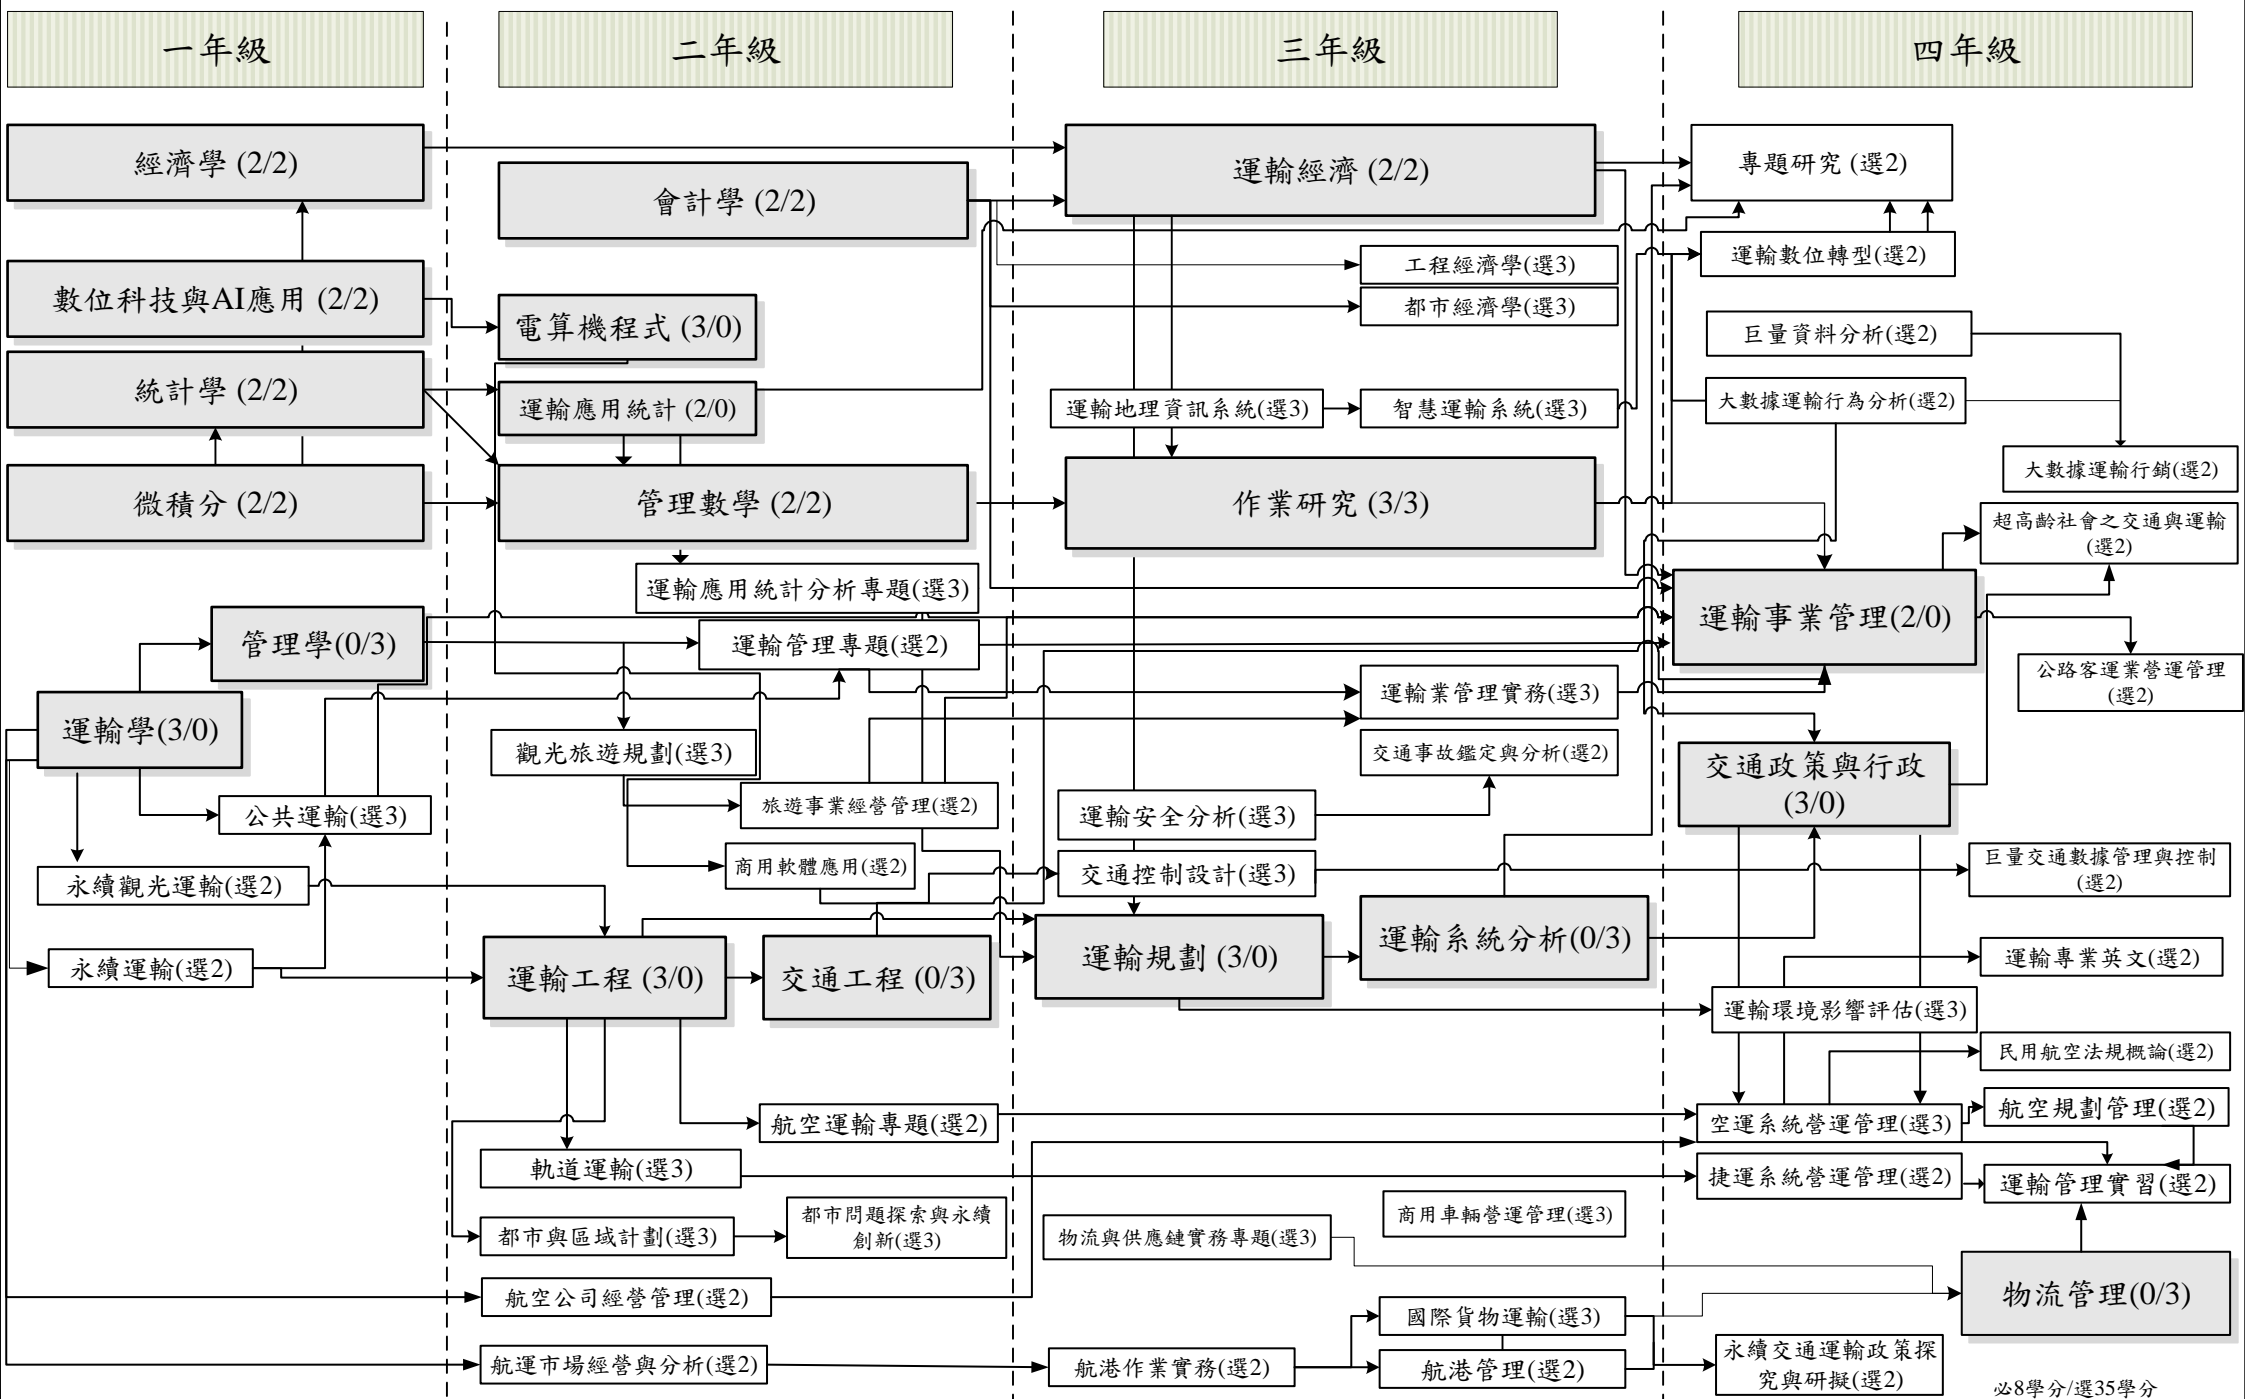 一年級
二年級
三年級
四年級
經濟學 (2/2)
數位科技與AI應用 (2/2)
統計學 (2/2)
微積分 (2/2)
管理學(0/3)
運輸學(3/0)
公共運輸(選3)
永續觀光運輸(選2)
永續運輸(選2)
會計學 (2/2)
電算機程式 (3/0)
運輸應用統計 (2/0)
管理數學 (2/2)
運輸應用統計分析專題(選3)
運輸管理專題(選2)
觀光旅遊規劃(選3)
旅遊事業經營管理(選2)
商用軟體應用(選2)
運輸工程 (3/0)
交通工程 (0/3)
航空運輸專題(選2)
軌道運輸(選3)
都市與區域計劃(選3)
都市問題探索與永續
創新(選3)
航空公司經營管理(選2)
航運市場經營與分析(選2)
運輸經濟 (2/2)
工程經濟學(選3)
都市經濟學(選3)
運輸地理資訊系統(選3)
智慧運輸系統(選3)
作業研究 (3/3)
運輸業管理實務(選3)
交通事故鑑定與分析(選2)
運輸安全分析(選3)
交通控制設計(選3)
運輸規劃 (3/0)
運輸系統分析(0/3)
商用車輛營運管理(選3)
物流與供應鏈實務專題(選3)
國際貨物運輸(選3)
航港作業實務(選2)
航港管理(選2)
專題研究 (選2)
運輸數位轉型(選2)
巨量資料分析(選2)
大數據運輸行為分析(選2)
大數據運輸行銷(選2)
超高齡社會之交通與運輸
(選2)
運輸事業管理(2/0)
公路客運業營運管理
(選2)
交通政策與行政
(3/0)
巨量交通數據管理與控制
(選2)
運輸專業英文(選2)
運輸環境影響評估(選3)
民用航空法規概論(選2)
空運系統營運管理(選3)
航空規劃管理(選2)
捷運系統營運管理(選2)
運輸管理實習(選2)
物流管理(0/3)
永續交通運輸政策探
究與研擬(選2)
必8學分/選35學分